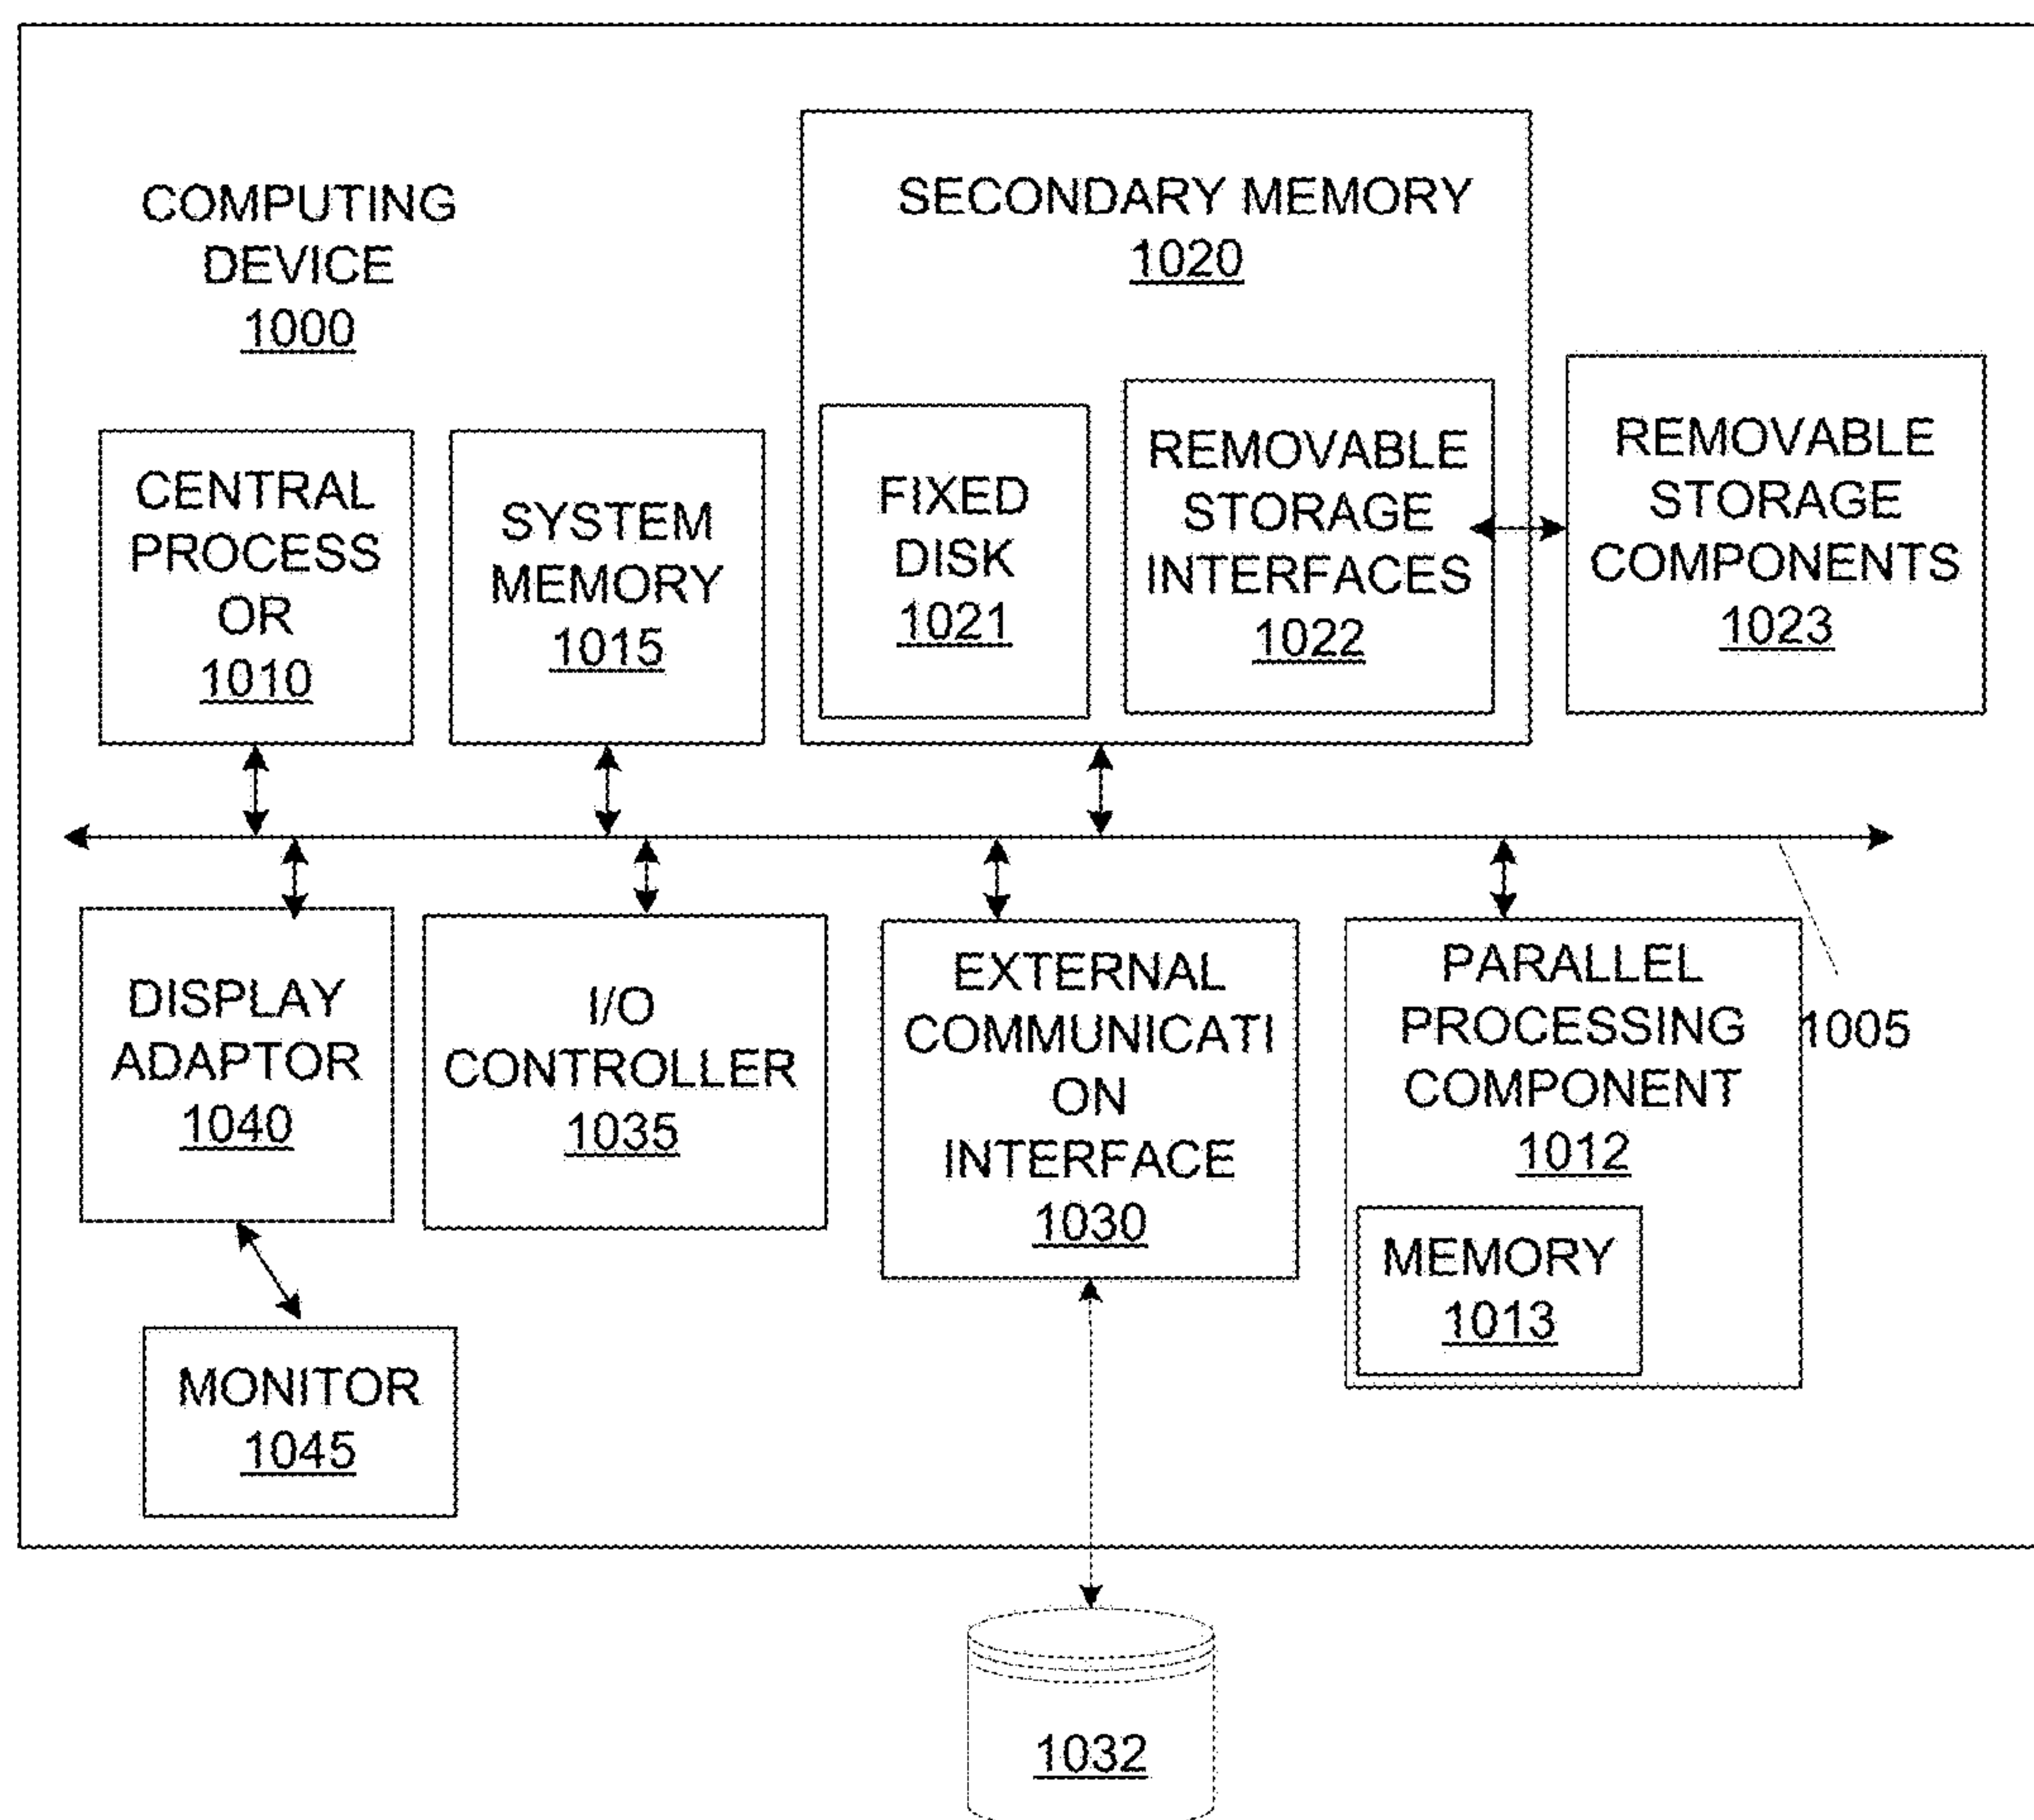 COMPUTING
DEVICE
1000
SECONDARY MEMORY
1020
CENTRAL
PROCESS
OR
1010
SYSTEM
MEMORY
1015
FIXED
DISK
1021
REMOVABLE
STORAGE
INTERFACES
1022
REMOVABLE
STORAGE
COMPONENTS
1023
DISPLAY
ADAPTOR
1040
I/O
CONTROLLER
1035
EXTERNAL
COMMUNICATI
ON
INTERFACE
1030
PARALLEL
PROCESSING
COMPONENT
1012
1005
MEMORY
1013
MONITOR
1045
1032